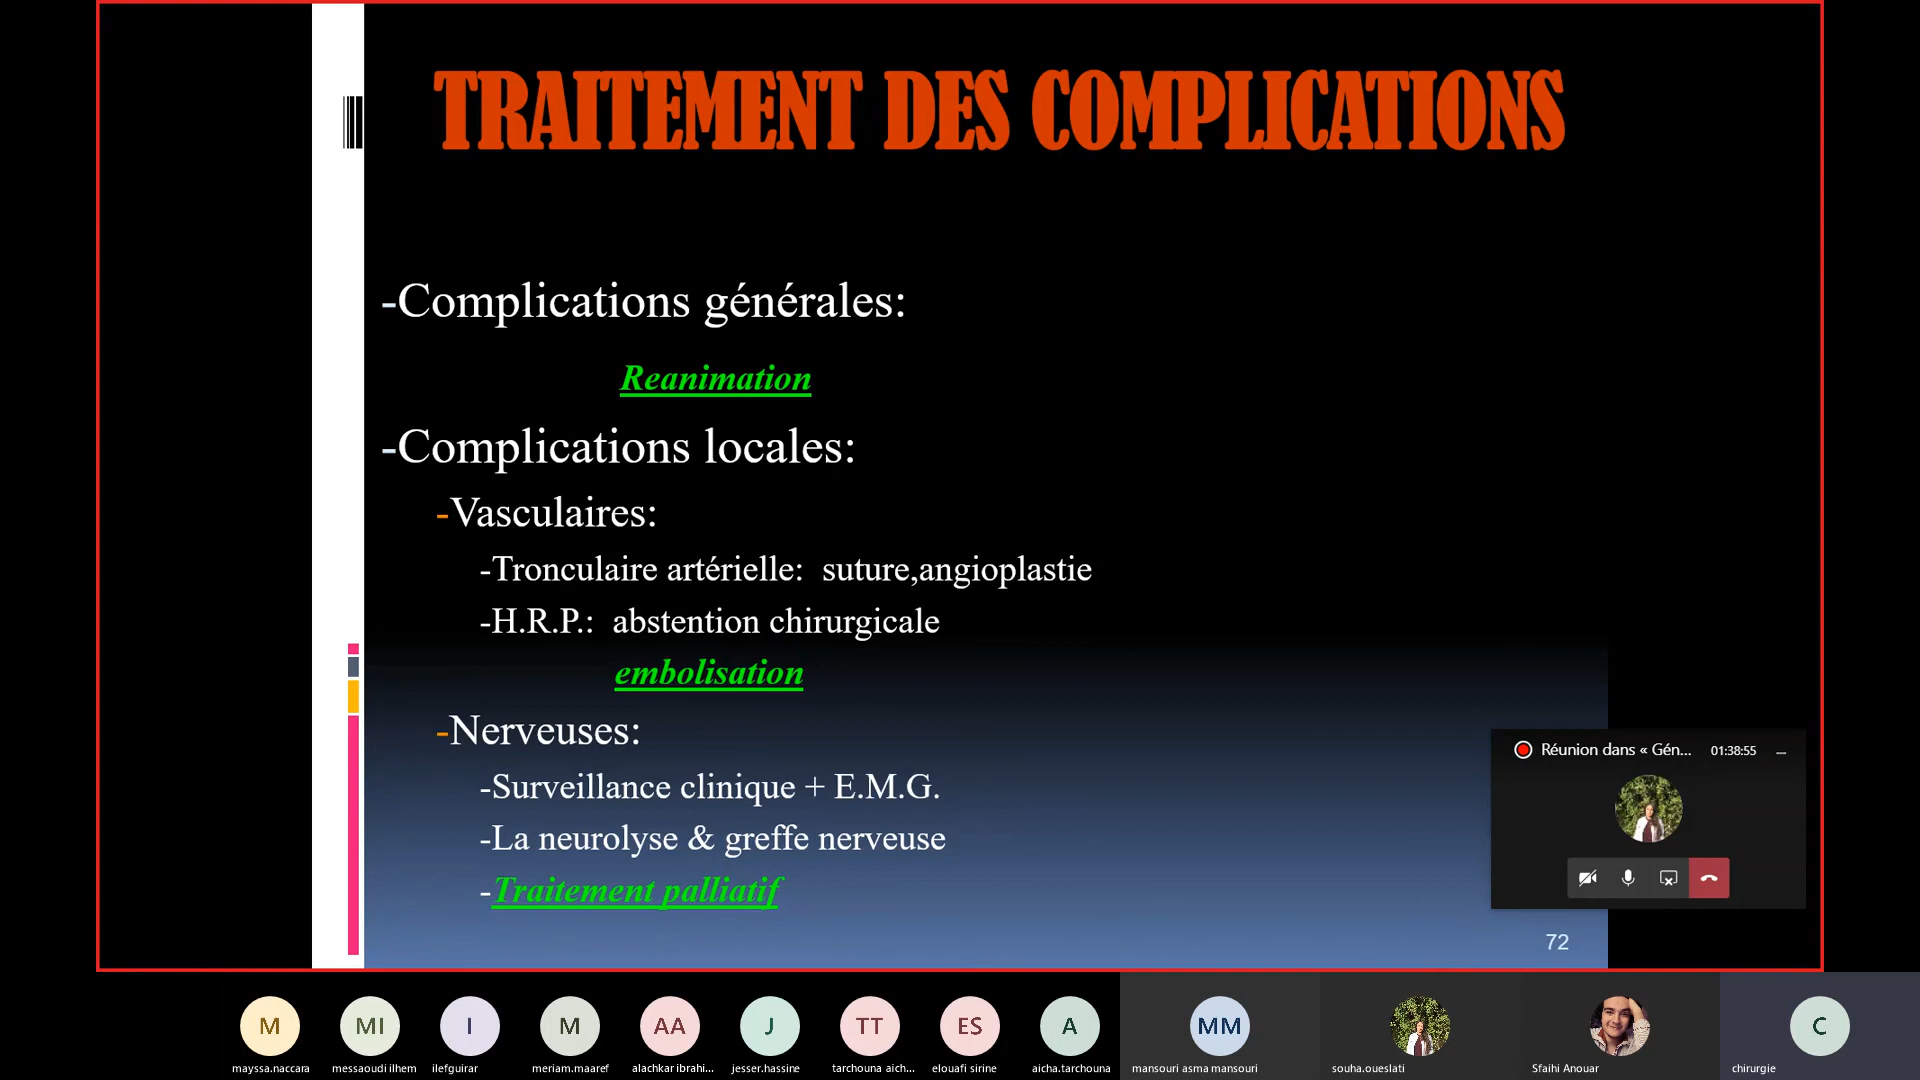 TRAITEMENT DES COMPLICATIONS
-Complications générales:
Reanimation
-Complications locales:
-Vasculaires:
-Tronculaire artérielle:  suture,angioplastie
-H.R.P.:  abstention chirurgicale
embolisation
-Nerveuses:
-Surveillance clinique + E.M.G.
-La neurolyse & greffe nerveuse
-Traitement palliatif
72
Réunion dans « Gén... 01:38:55
M MI I M AA J TT ES A MM C
mayssa.naccara messaoudi ilhem ilefguirar meriam.maaref alachkar ibrahi... jesser.hassine tarchouna aich... elouafi sirine aicha.tarchouna mansouri asma mansouri souha.oueslati Sfaihi Anouar chirurgie